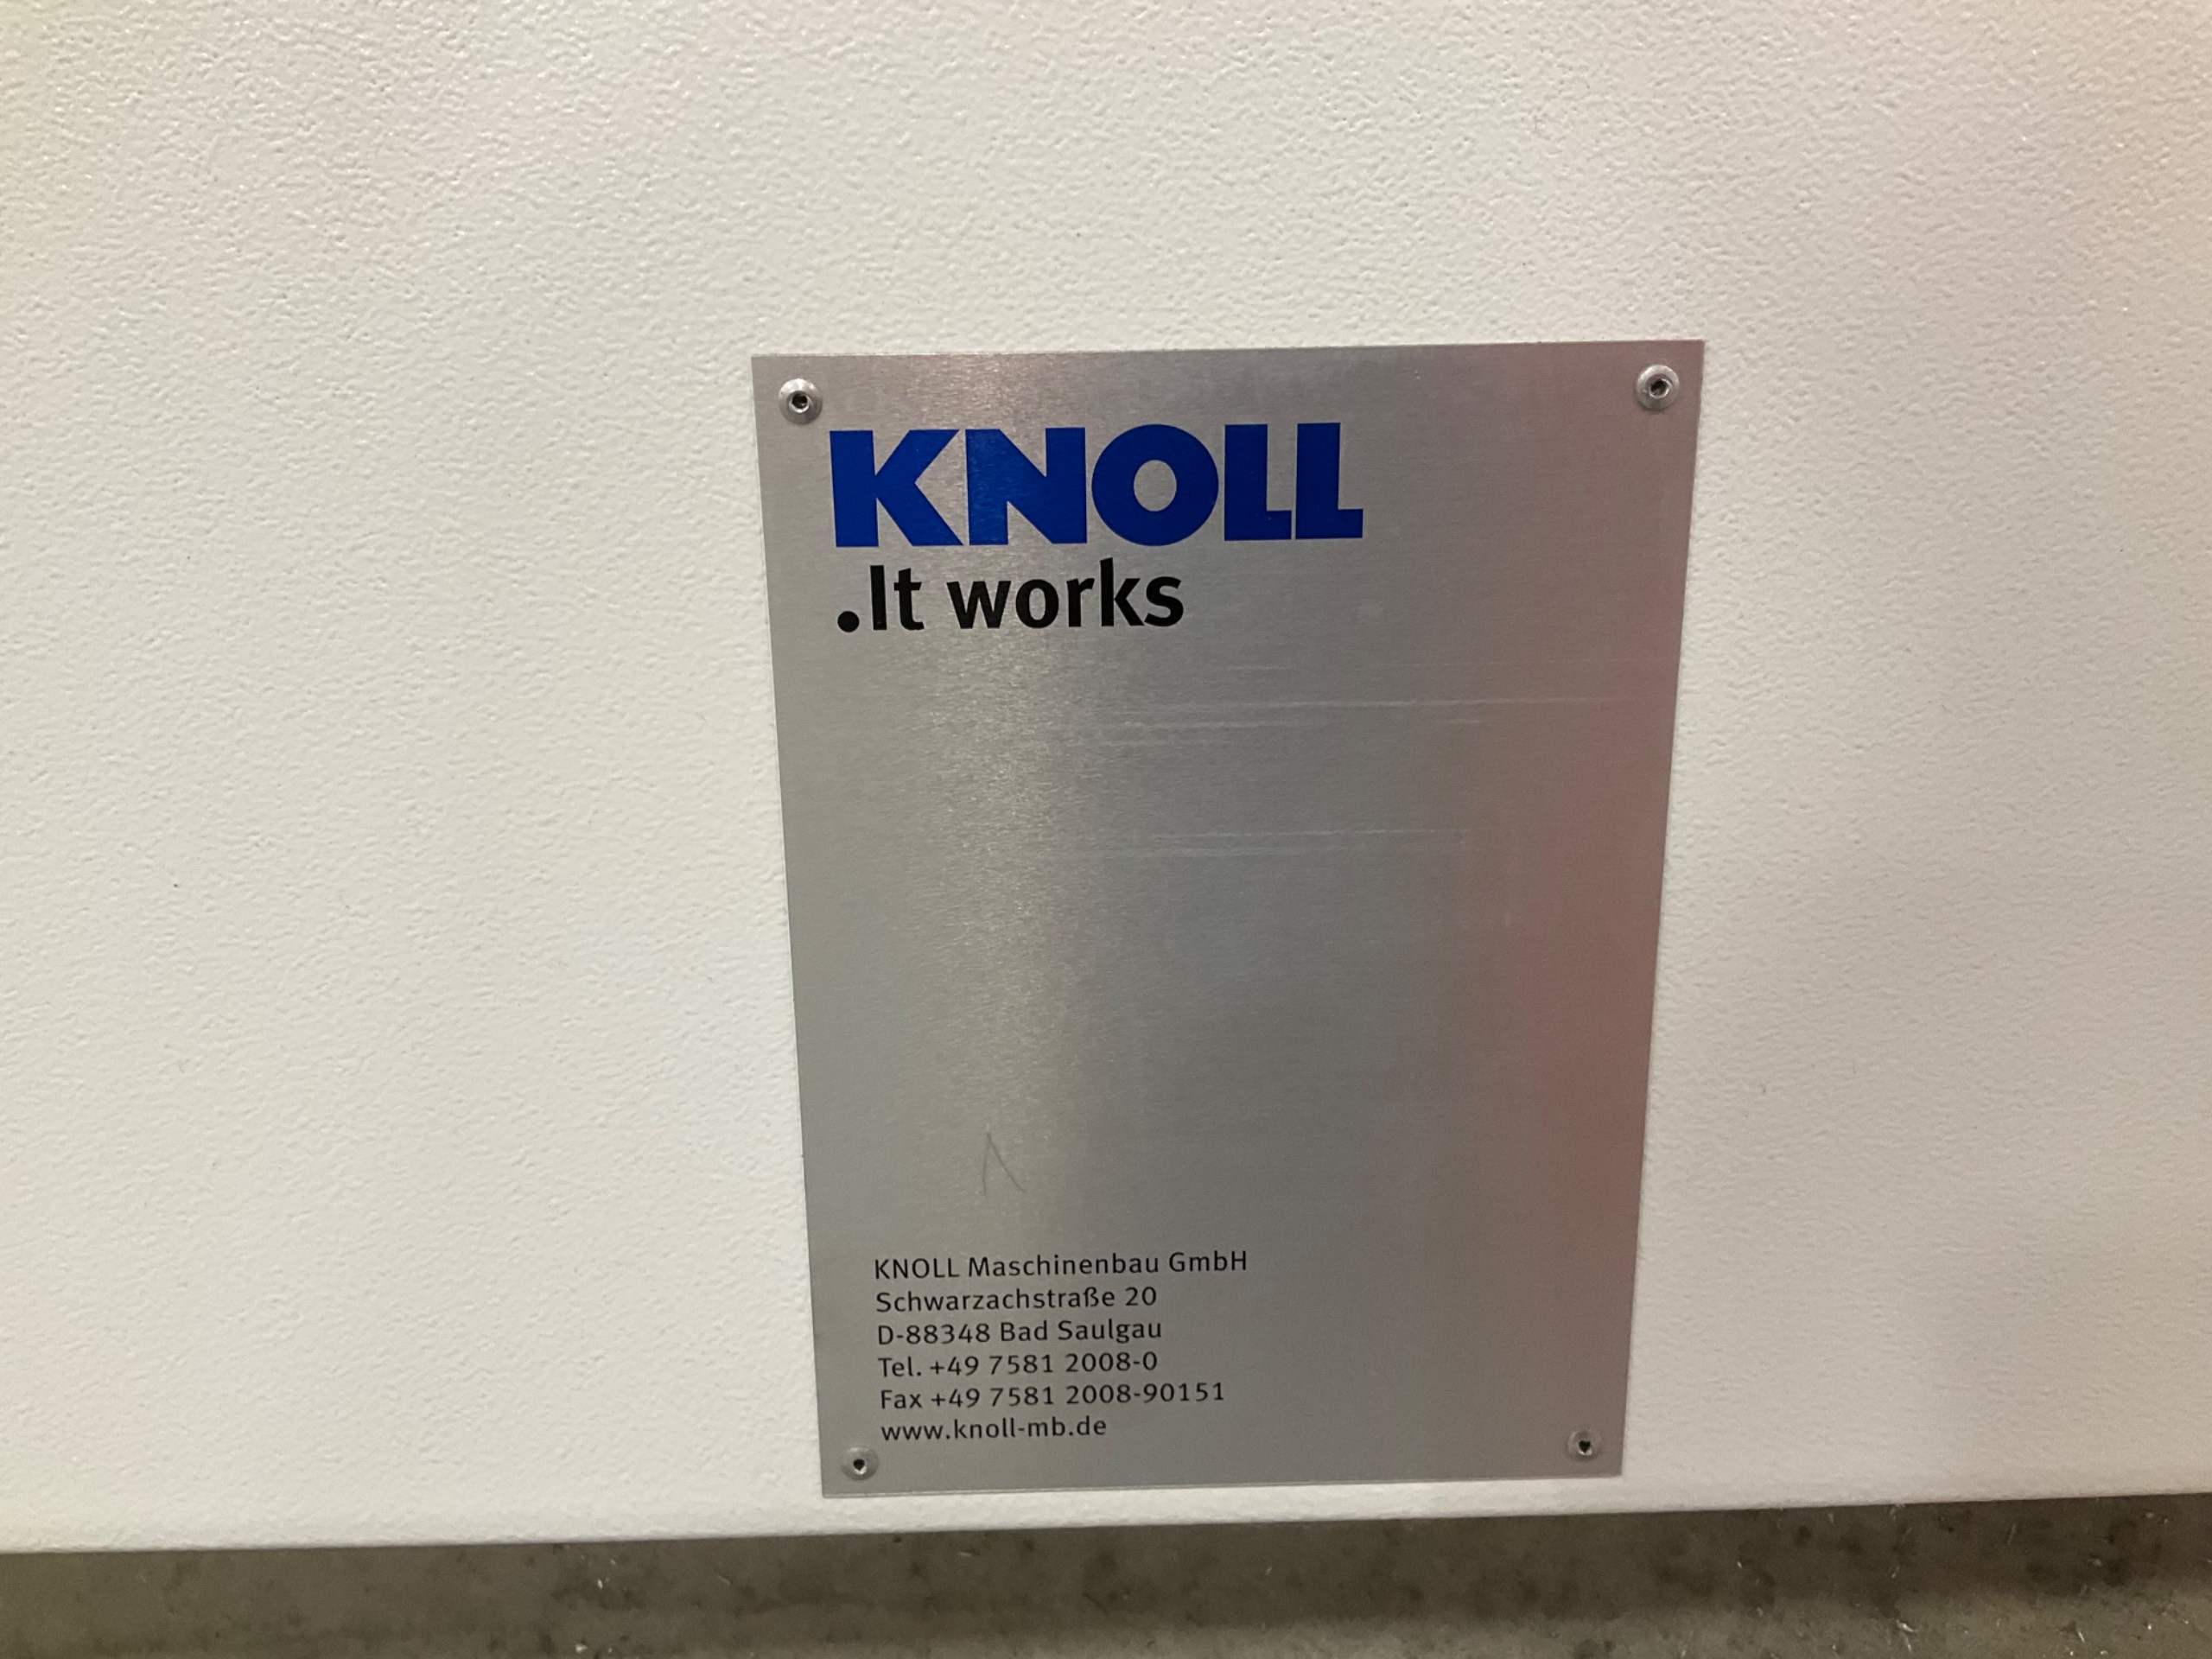 KNOLL
.It works
KNOLL Maschinenbau GmbH
Schwarzachstraße 20
D-88348 Bad Saulgau
Tel. +49 7581 2008-0
Fax +49 7581 2008-90151
www.knoll-mb.de